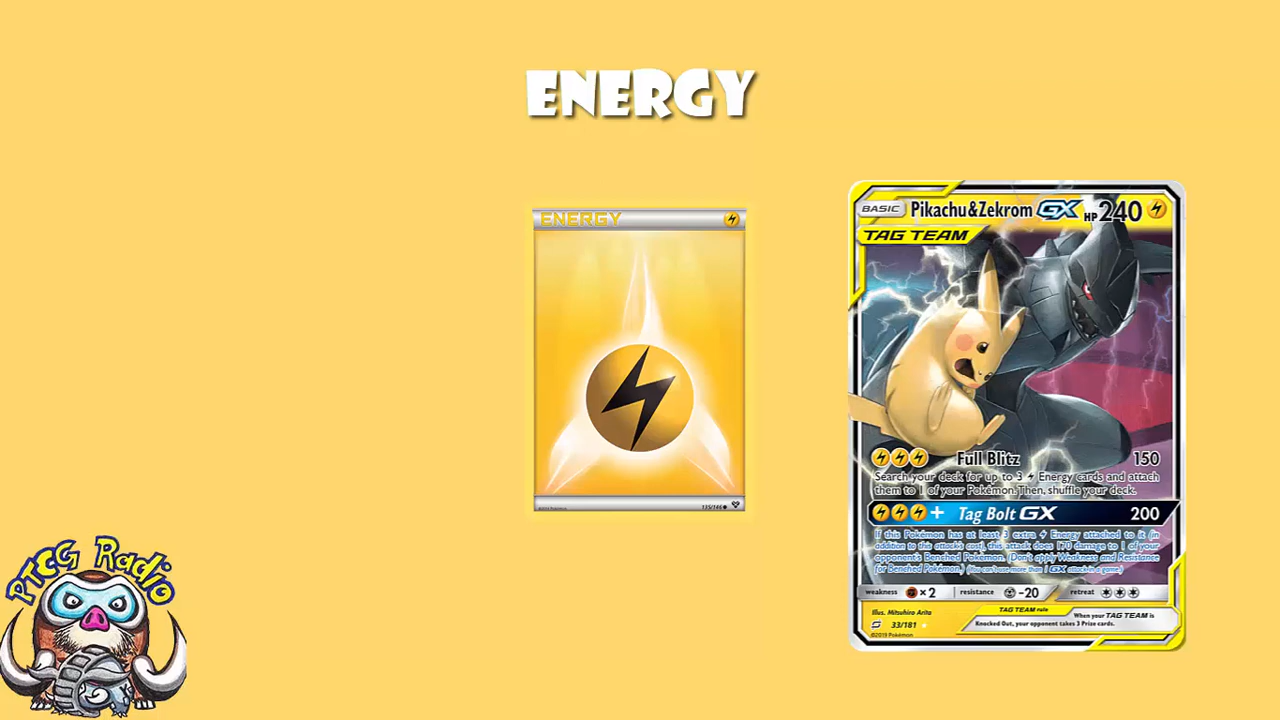 ENERGY
ENERGY
135/146
BASIC Pikachu&Zekrom GX HP 240
TAG TEAM
Full Blitz 150
Search your deck for up to 3 Energy cards and attach
them to 1 of your Pokémon. Then, shuffle your deck.
+ Tag Bolt GX 200
If this Pokémon has at least 3 extra Energy attached to it (in
addition to this attack's cost), this attack does 170 damage to 1 of your
opponent's Benched Pokémon. (Don't apply Weakness and Resistance
for Benched Pokémon.) (You can't use more than 1 GX attack in a game.)
weakness ×2 resistance -20 retreat
Illus. Mitsuhiro Arita
TAG TEAM rule
When your TAG TEAM is
Knocked Out, your opponent takes 3 Prize cards.
33/181
©2019 Pokémon
PTCG Radio